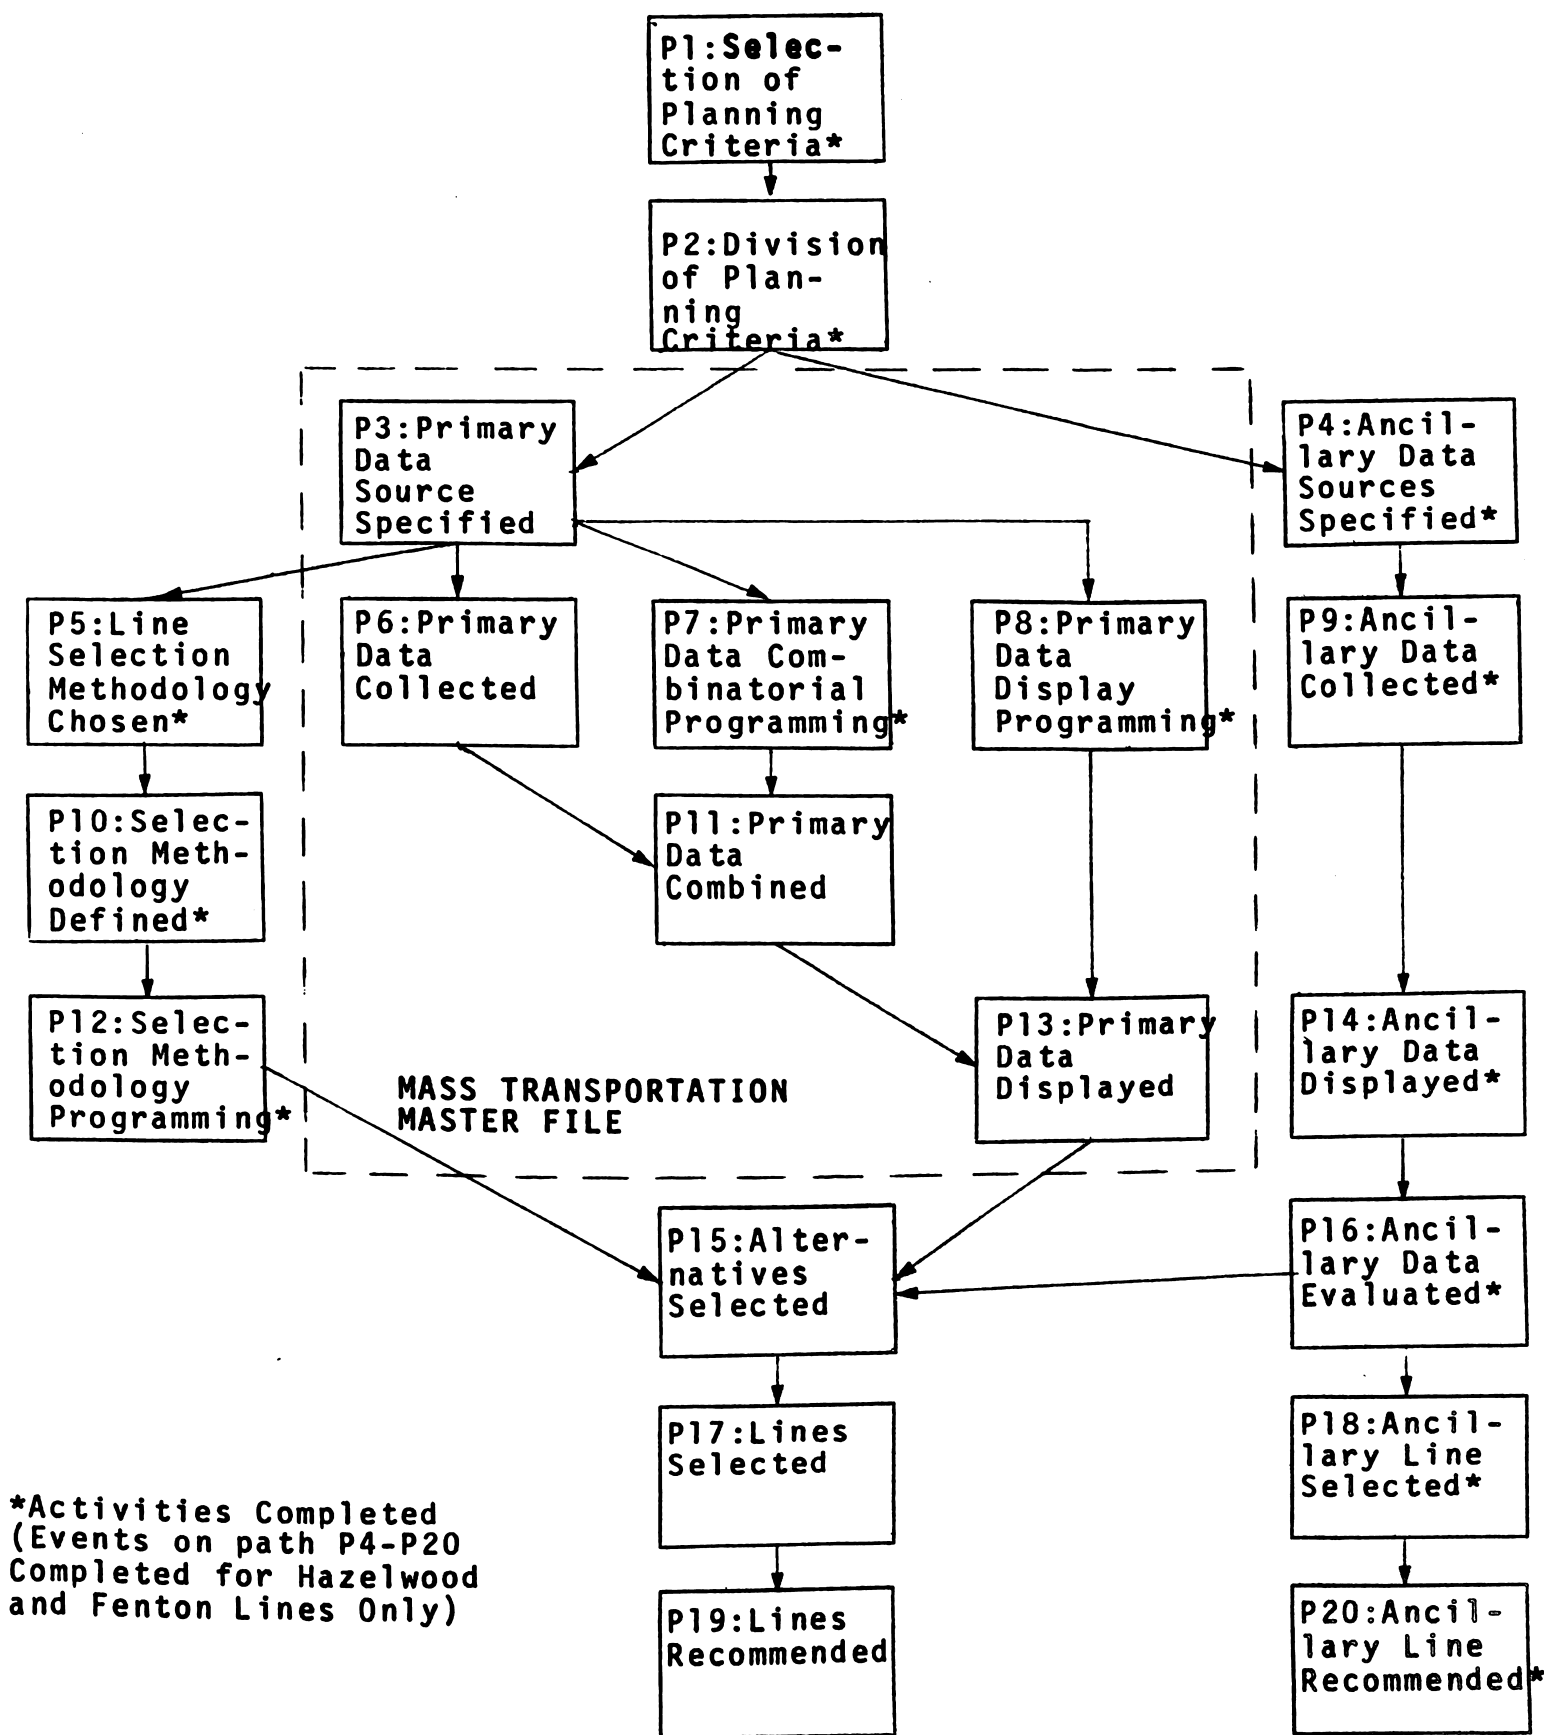 P1:Selec-
tion of
Planning
Criteria*
P2:Division
of Plan-
ning
Criteria*
P3:Primary
Data
Source
Specified
P4:Ancil-
lary Data
Sources
Specified*
P5:Line
Selection
Methodology
Chosen*
P6:Primary
Data
Collected
P7:Primary
Data Com-
binatorial
Programming*
P8:Primary
Data
Display
Programming*
P9:Ancil-
lary Data
Collected*
P10:Selec-
tion Meth-
odology
Defined*
P11:Primary
Data
Combined
P12:Selec-
tion Meth-
odology
Programming*
MASS TRANSPORTATION
MASTER FILE
P13:Primary
Data
Displayed
P14:Ancil-
lary Data
Displayed*
P15:Alter-
natives
Selected
P16:Ancil-
lary Data
Evaluated*
P17:Lines
Selected
P18:Ancil-
lary Line
Selected*
*Activities Completed
(Events on path P4-P20
Completed for Hazelwood
and Fenton Lines Only)
P19:Lines
Recommended
P20:Ancil-
lary Line
Recommended*